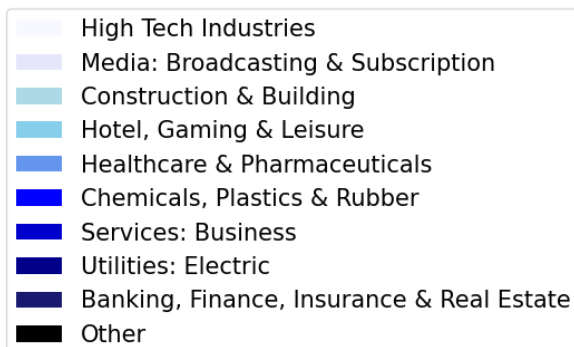 High Tech Industries
Media: Broadcasting & Subscription
Construction & Building
Hotel, Gaming & Leisure
Healthcare & Pharmaceuticals
Chemicals, Plastics & Rubber
Services: Business
Utilities: Electric
Banking, Finance, Insurance & Real Estate
Other